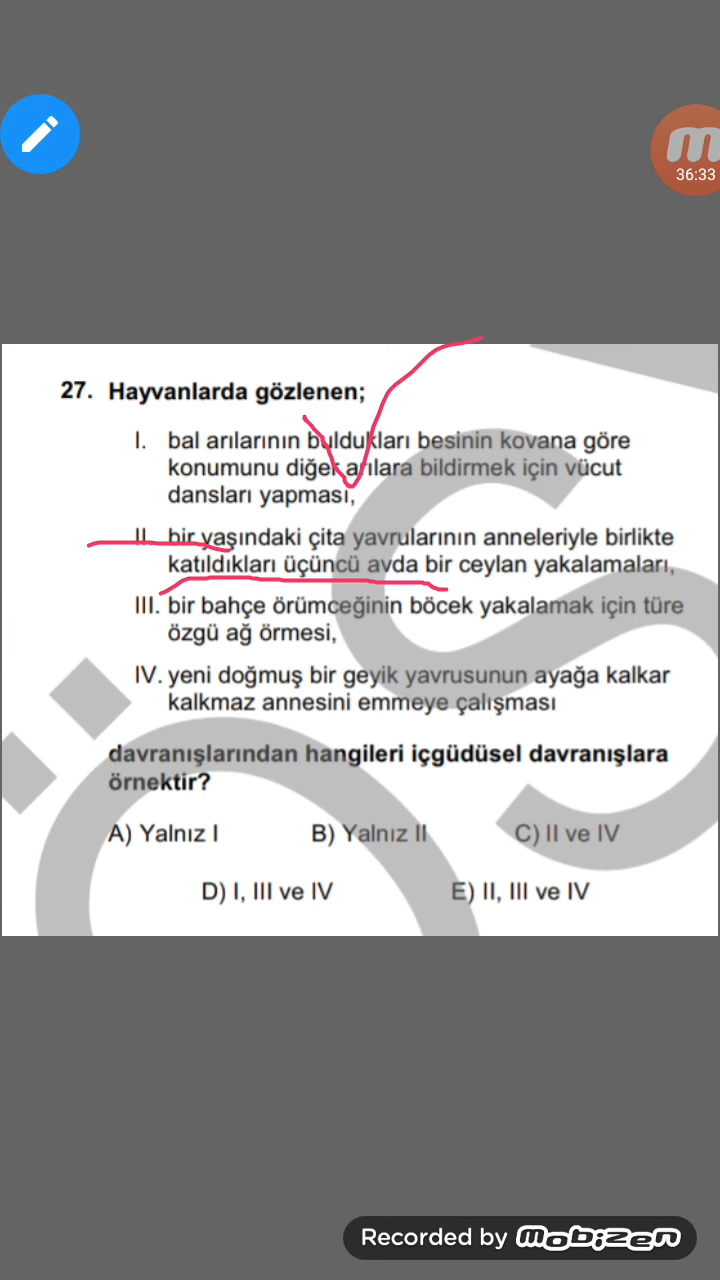 36:33
27. Hayvanlarda gözlenen;
I. bal arılarının buldukları besinin kovana göre
konumunu diğer arılara bildirmek için vücut
dansları yapması,
II. bir yaşındaki çita yavrularının anneleriyle birlikte
katıldıkları üçüncü avda bir ceylan yakalamaları,
III. bir bahçe örümceğinin böcek yakalamak için türe
özgü ağ örmesi,
IV. yeni doğmuş bir geyik yavrusunun ayağa kalkar
kalkmaz annesini emmeye çalışması
davranışlarından hangileri içgüdüsel davranışlara
örnektir?
A) Yalnız I B) Yalnız II C) II ve IV
D) I, III ve IV E) II, III ve IV
Recorded by mobizen